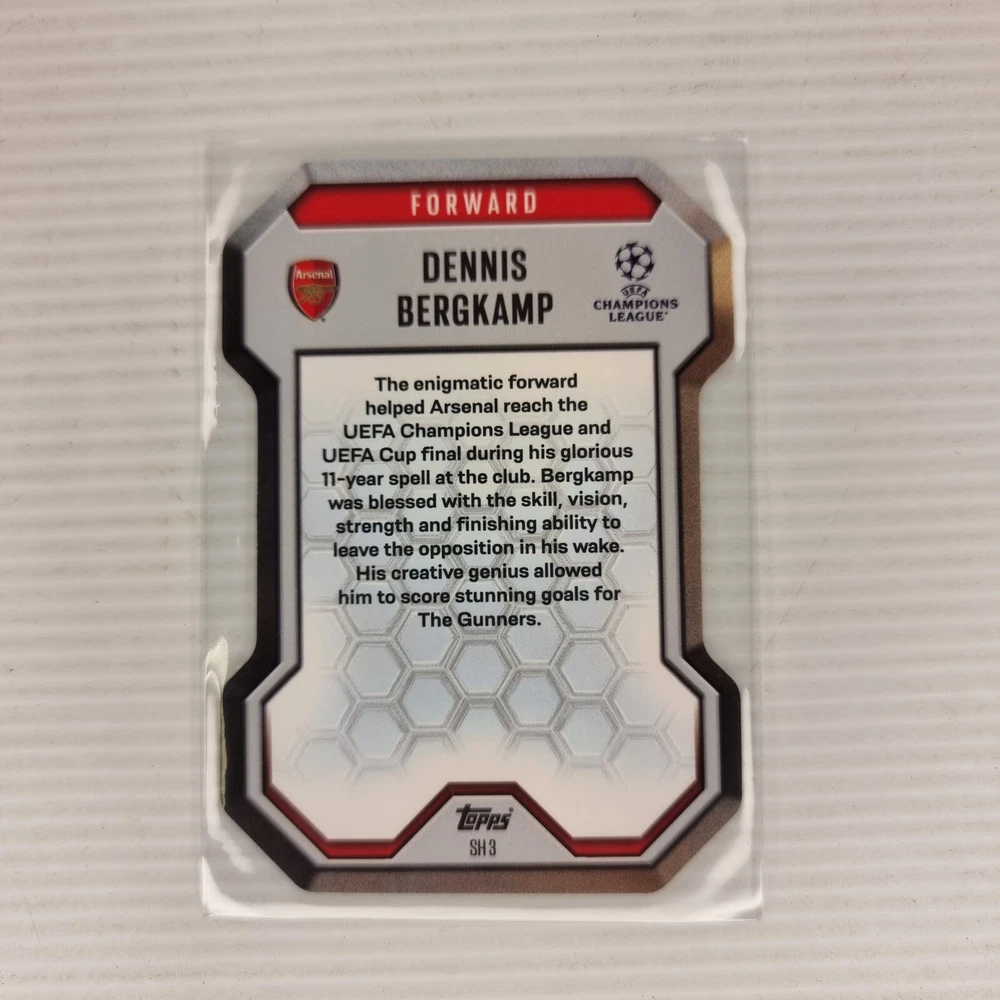 FORWARD
DENNIS
BERGKAMP
Arsenal
UEFA
CHAMPIONS
LEAGUE
The enigmatic forward
helped Arsenal reach the
UEFA Champions League and
UEFA Cup final during his glorious
11-year spell at the club. Bergkamp
was blessed with the skill, vision,
strength and finishing ability to
leave the opposition in his wake.
His creative genius allowed
him to score stunning goals for
The Gunners.
topps
SH 3